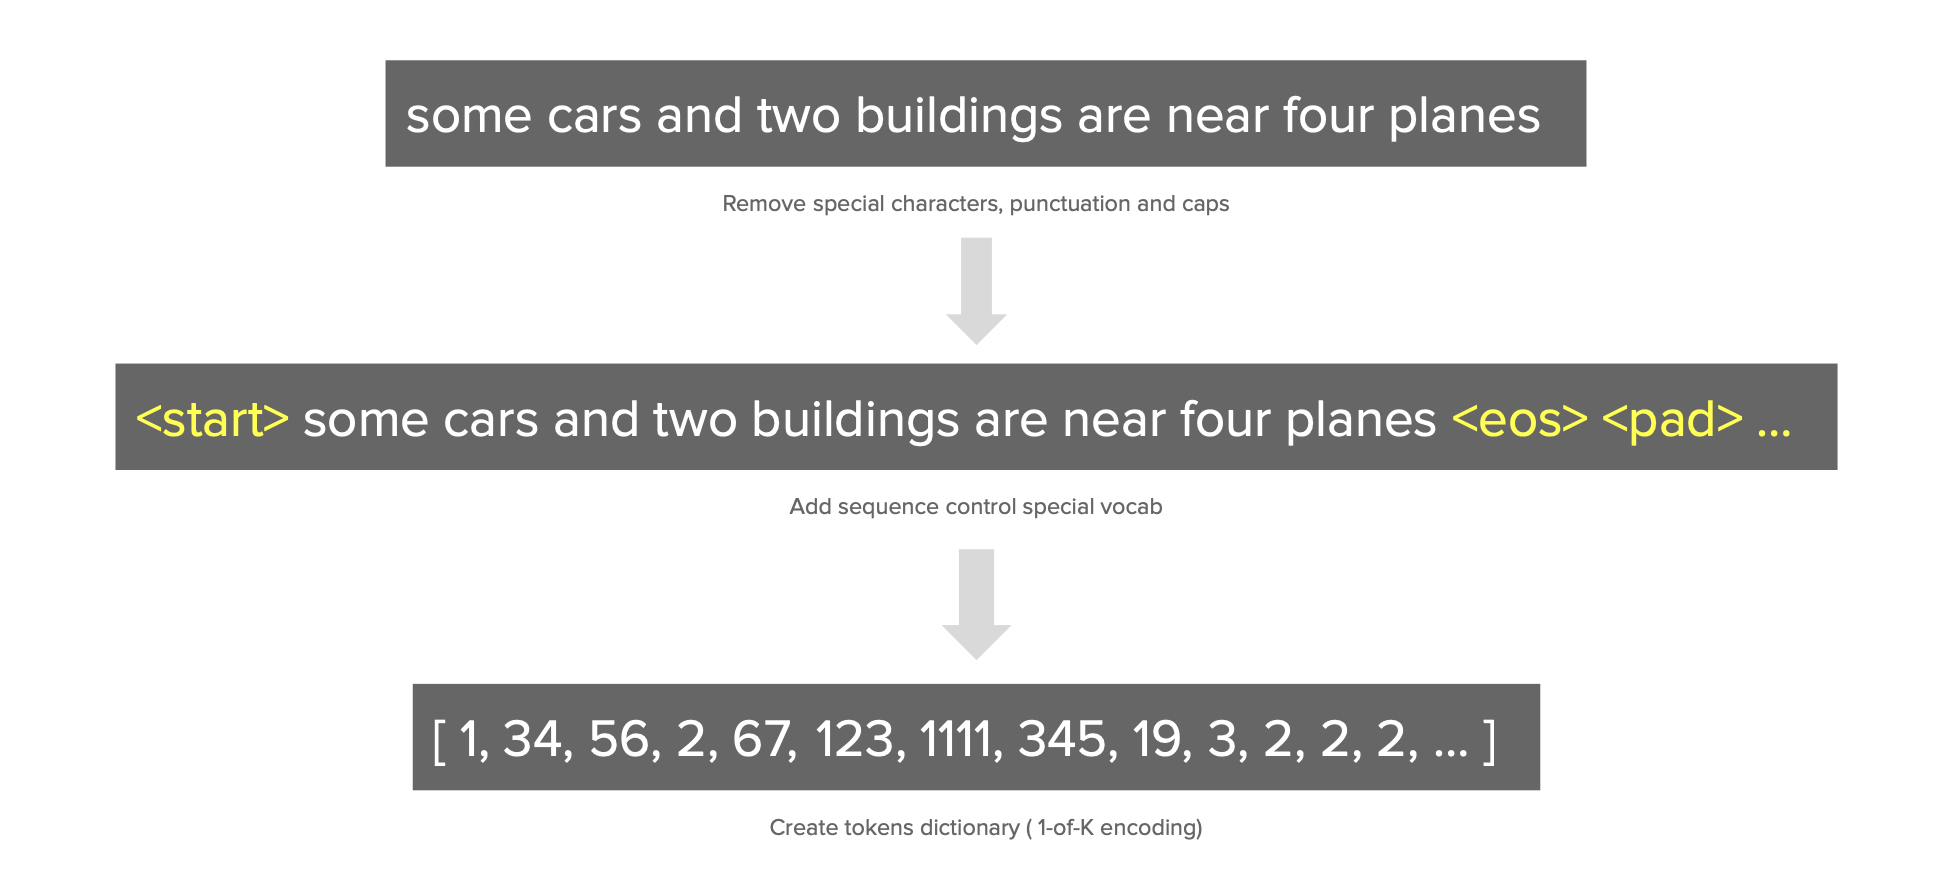 some cars and two buildings are near four planes
Remove special characters, punctuation and caps
<start> some cars and two buildings are near four planes <eos> <pad> ...
Add sequence control special vocab
[ 1, 34, 56, 2, 67, 123, 1111, 345, 19, 3, 2, 2, 2, ... ]
Create tokens dictionary ( 1-of-K encoding)